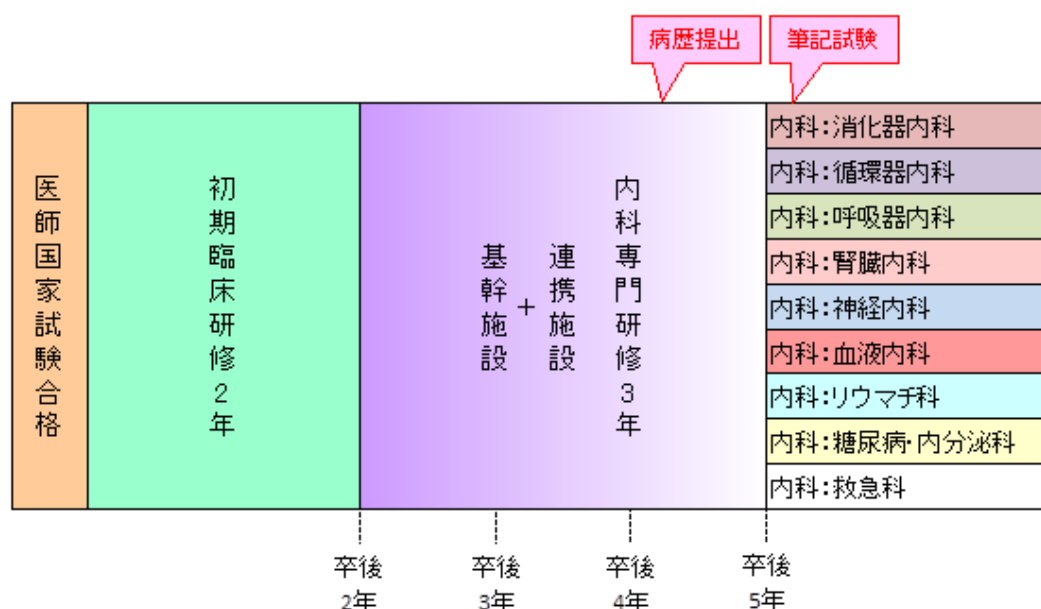 病歴提出
筆記試験
医師国家試験合格
初期臨床研修2年
基幹施設
+
連携施設
内科専門研修3年
内科:消化器内科
内科:循環器内科
内科:呼吸器内科
内科:腎臓内科
内科:神経内科
内科:血液内科
内科:リウマチ科
内科:糖尿病・内分泌科
内科:救急科
卒後
2年
卒後
3年
卒後
4年
卒後
5年